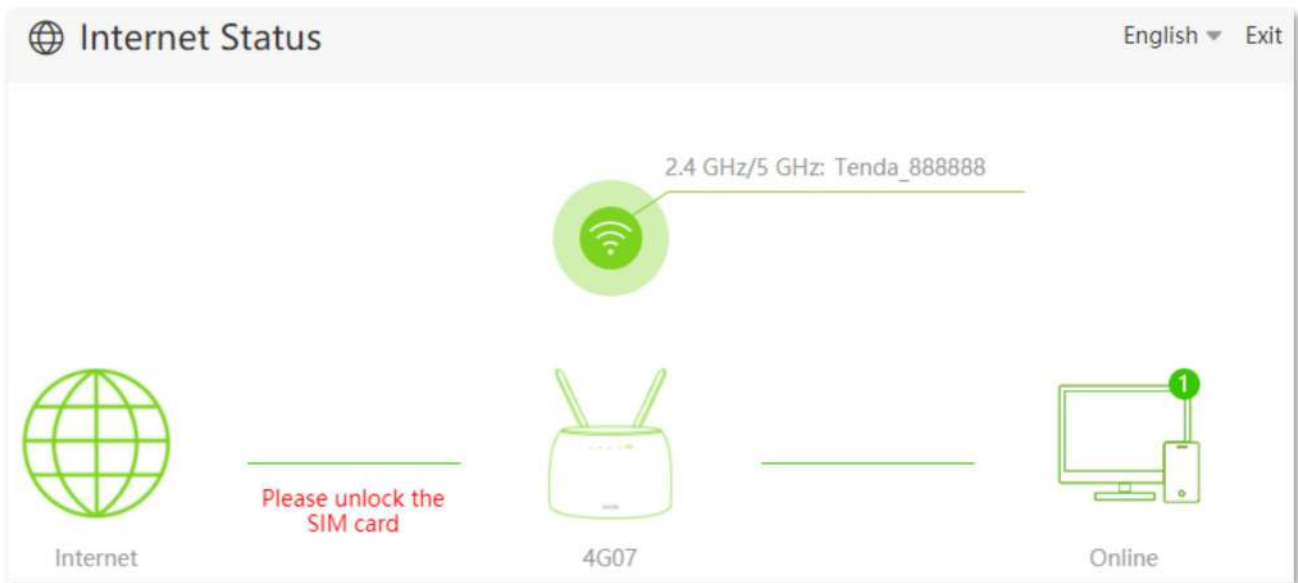 Internet Status
English Exit
2.4 GHz/5 GHz: Tenda_888888
1
Please unlock the
SIM card
Internet
4G07
Online